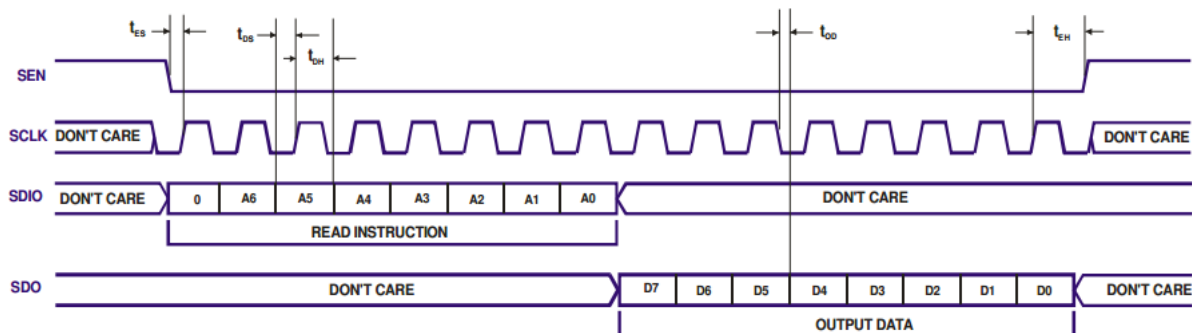 tES
tDS
tOD
tEH
tDH
SEN
SCLK DON'T CARE DON'T CARE
SDIO DON'T CARE 0 A6 A5 A4 A3 A2 A1 A0 DON'T CARE
READ INSTRUCTION
SDO DON'T CARE D7 D6 D5 D4 D3 D2 D1 D0 DON'T CARE
OUTPUT DATA